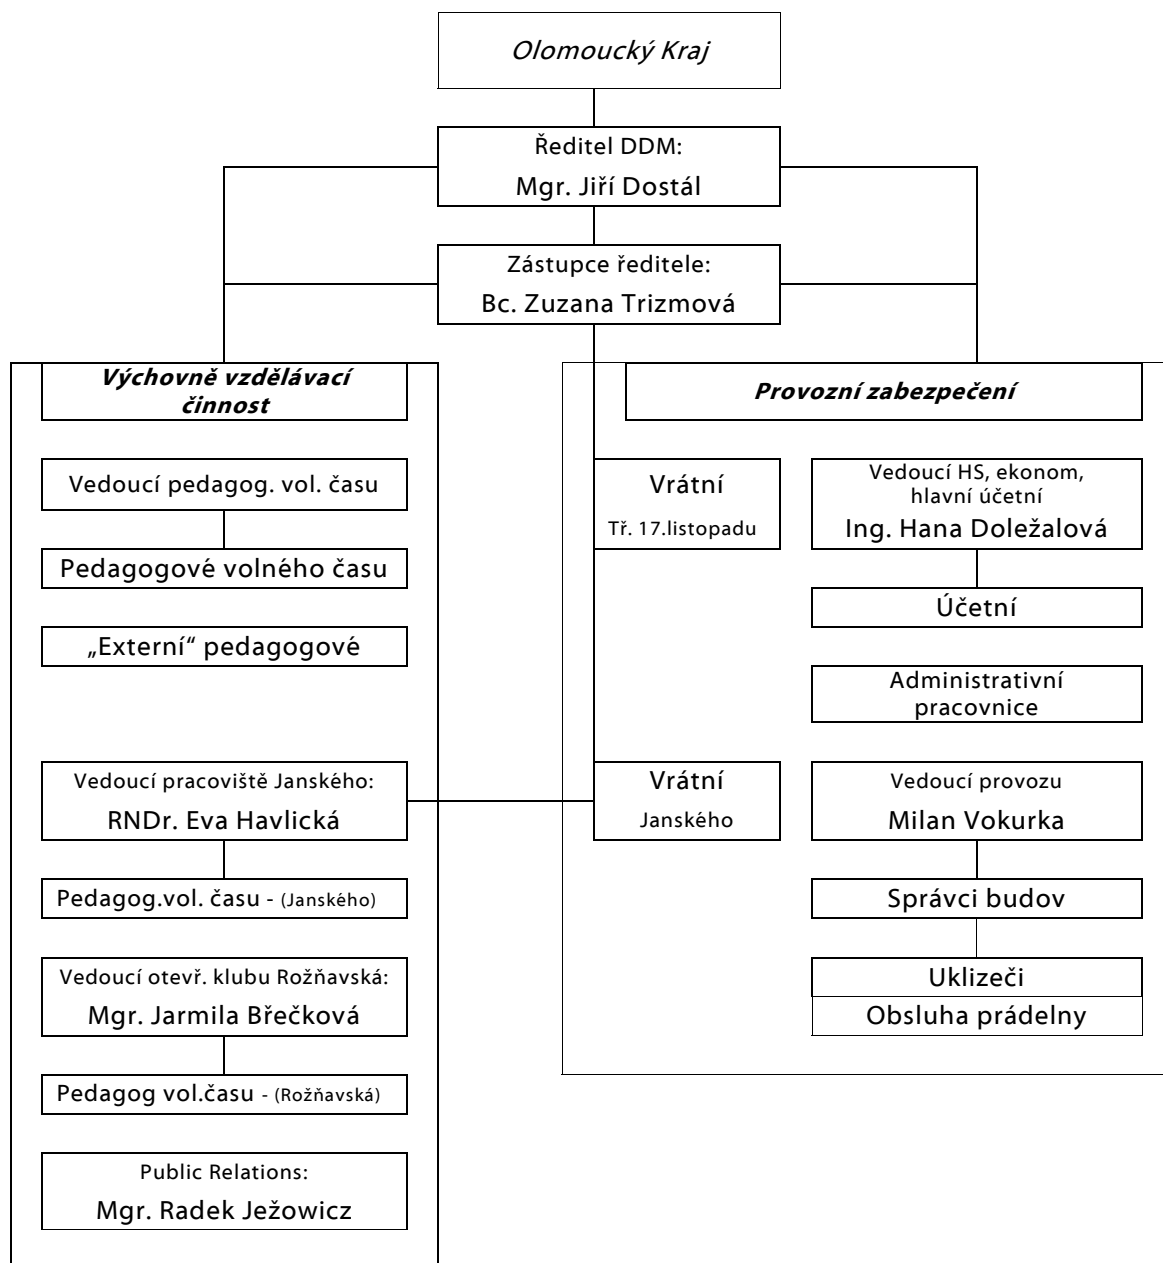 Olomoucký Kraj
Ředitel DDM:
Mgr. Jiří Dostál
Zástupce ředitele:
Bc. Zuzana Trizmová
Výchovně vzdělávací
činnost
Vedoucí pedagog. vol. času
Pedagogové volného času
„Externí“ pedagogové
Vedoucí pracoviště Janského:
RNDr. Eva Havlická
Pedagog.vol. času - (Janského)
Vedoucí otevř. klubu Rožňavská:
Mgr. Jarmila Břečková
Pedagog vol.času - (Rožňavská)
Public Relations:
Mgr. Radek Ježowicz
Provozní zabezpečení
Vrátní
Tř. 17.listopadu
Vrátní
Janského
Vedoucí HS, ekonom,
hlavní účetní
Ing. Hana Doležalová
Účetní
Administrativní
pracovnice
Vedoucí provozu
Milan Vokurka
Správci budov
Uklizeči
Obsluha prádelny